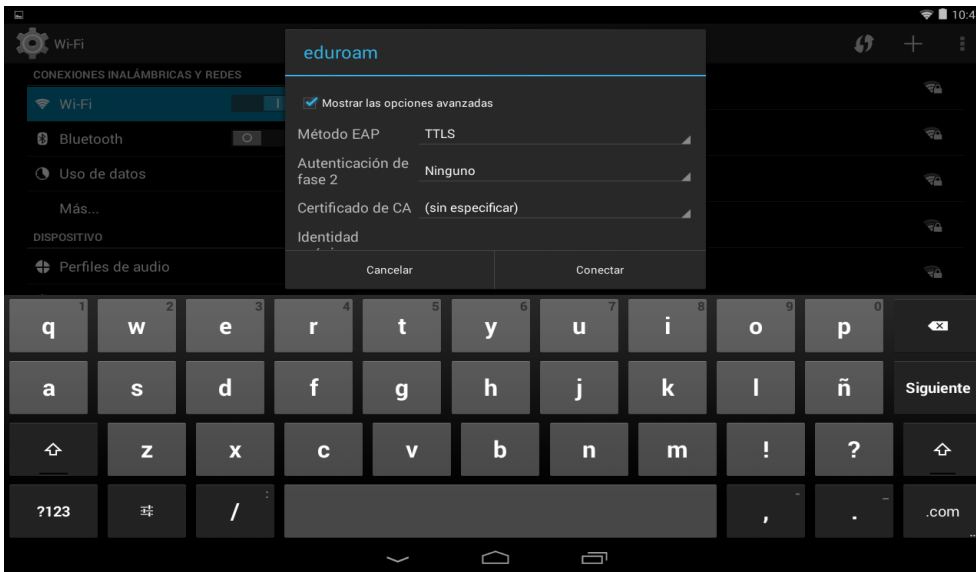 10:4
Wi-Fi
CONEXIONES INALÁMBRICAS Y REDES
Wi-Fi
I
Bluetooth
O
Uso de datos
Más...
DISPOSITIVO
Perfiles de audio
eduroam
Mostrar las opciones avanzadas
Método EAP TTLS
Autenticación de
fase 2 Ninguno
Certificado de CA (sin especificar)
Identidad
Cancelar Conectar
1 2 3 4 5 6 7 8 9 0
q w e r t y u i o p
a s d f g h j k l ñ Siguiente
z x c v b n m ! ?
?123 / : , - . _ .com